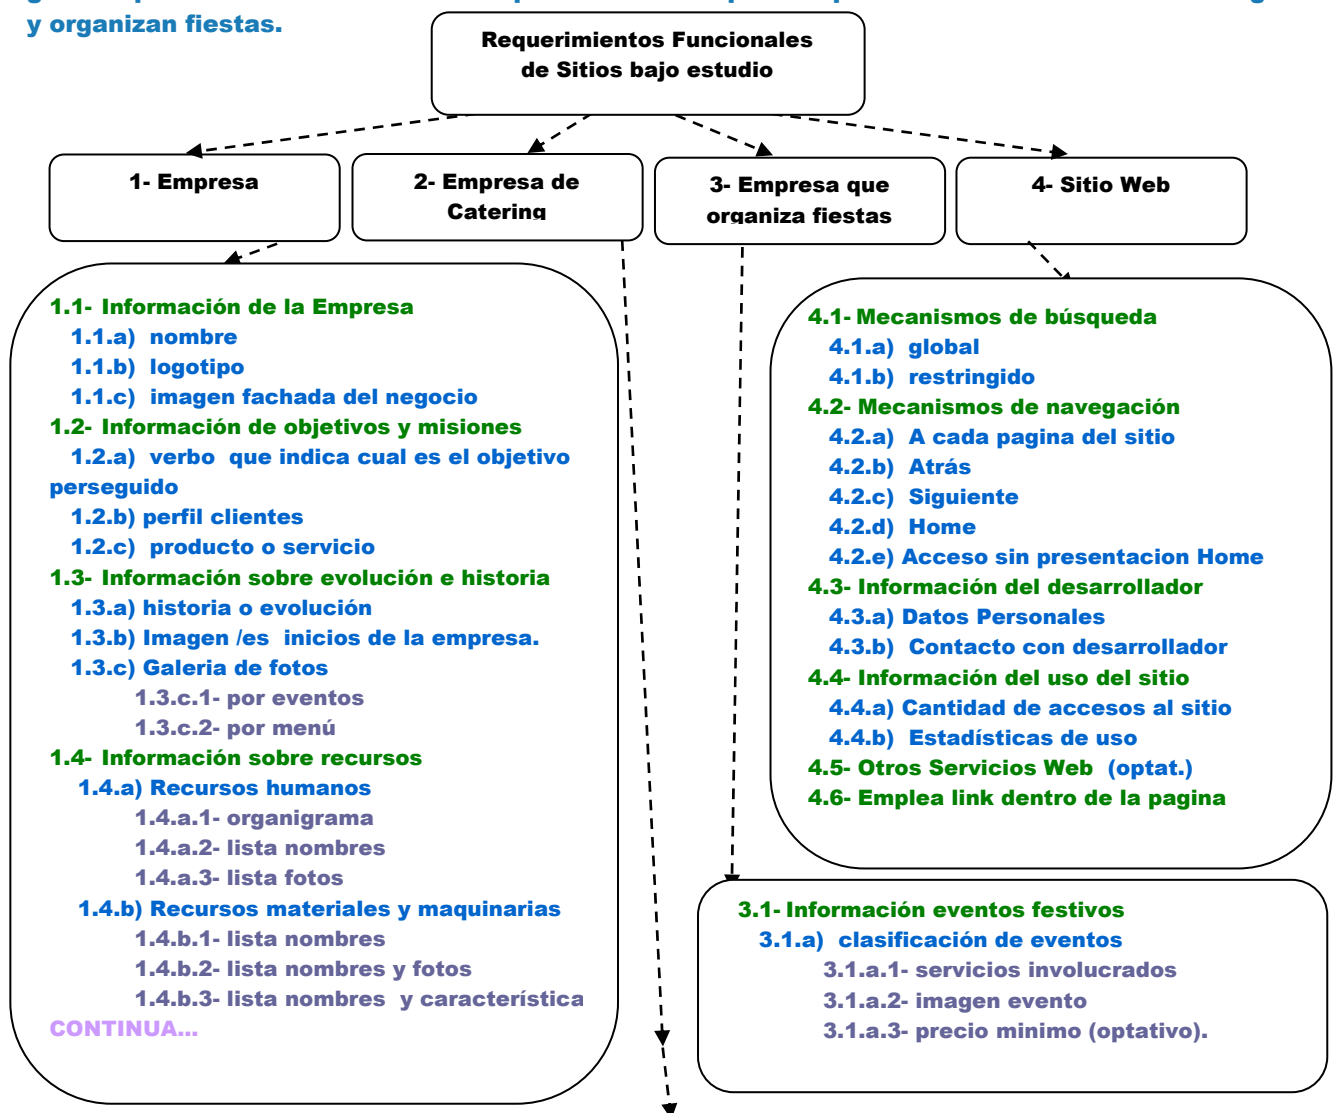 y organizan fiestas.
Requerimientos Funcionales
de Sitios bajo estudio
1- Empresa
2- Empresa de
Catering
3- Empresa que
organiza fiestas
4- Sitio Web
1.1- Información de la Empresa
1.1.a) nombre
1.1.b) logotipo
1.1.c) imagen fachada del negocio
1.2- Información de objetivos y misiones
1.2.a) verbo que indica cual es el objetivo
perseguido
1.2.b) perfil clientes
1.2.c) producto o servicio
1.3- Información sobre evolución e historia
1.3.a) historia o evolución
1.3.b) Imagen /es inicios de la empresa.
1.3.c) Galeria de fotos
1.3.c.1- por eventos
1.3.c.2- por menú
1.4- Información sobre recursos
1.4.a) Recursos humanos
1.4.a.1- organigrama
1.4.a.2- lista nombres
1.4.a.3- lista fotos
1.4.b) Recursos materiales y maquinarias
1.4.b.1- lista nombres
1.4.b.2- lista nombres y fotos
1.4.b.3- lista nombres y característica
CONTINUA...
4.1- Mecanismos de búsqueda
4.1.a) global
4.1.b) restringido
4.2- Mecanismos de navegación
4.2.a) A cada pagina del sitio
4.2.b) Atrás
4.2.c) Siguiente
4.2.d) Home
4.2.e) Acceso sin presentacion Home
4.3- Información del desarrollador
4.3.a) Datos Personales
4.3.b) Contacto con desarrollador
4.4- Información del uso del sitio
4.4.a) Cantidad de accesos al sitio
4.4.b) Estadísticas de uso
4.5- Otros Servicios Web (optat.)
4.6- Emplea link dentro de la pagina
3.1- Información eventos festivos
3.1.a) clasificación de eventos
3.1.a.1- servicios involucrados
3.1.a.2- imagen evento
3.1.a.3- precio minimo (optativo).